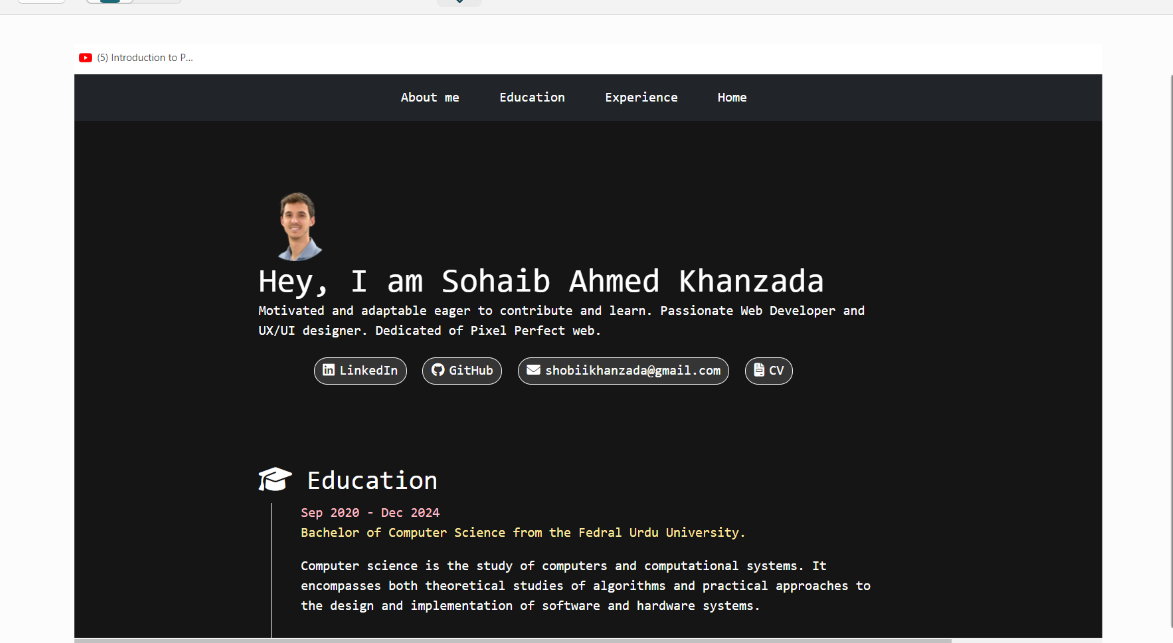 (5) Introduction to P...
About me Education Experience Home
Hey, I am Sohaib Ahmed Khanzada
Motivated and adaptable eager to contribute and learn. Passionate Web Developer and
UX/UI designer. Dedicated of Pixel Perfect web.
LinkedIn GitHub shobiikhanzada@gmail.com CV
Education
Sep 2020 - Dec 2024
Bachelor of Computer Science from the Fedral Urdu University.
Computer science is the study of computers and computational systems. It
encompasses both theoretical studies of algorithms and practical approaches to
the design and implementation of software and hardware systems.